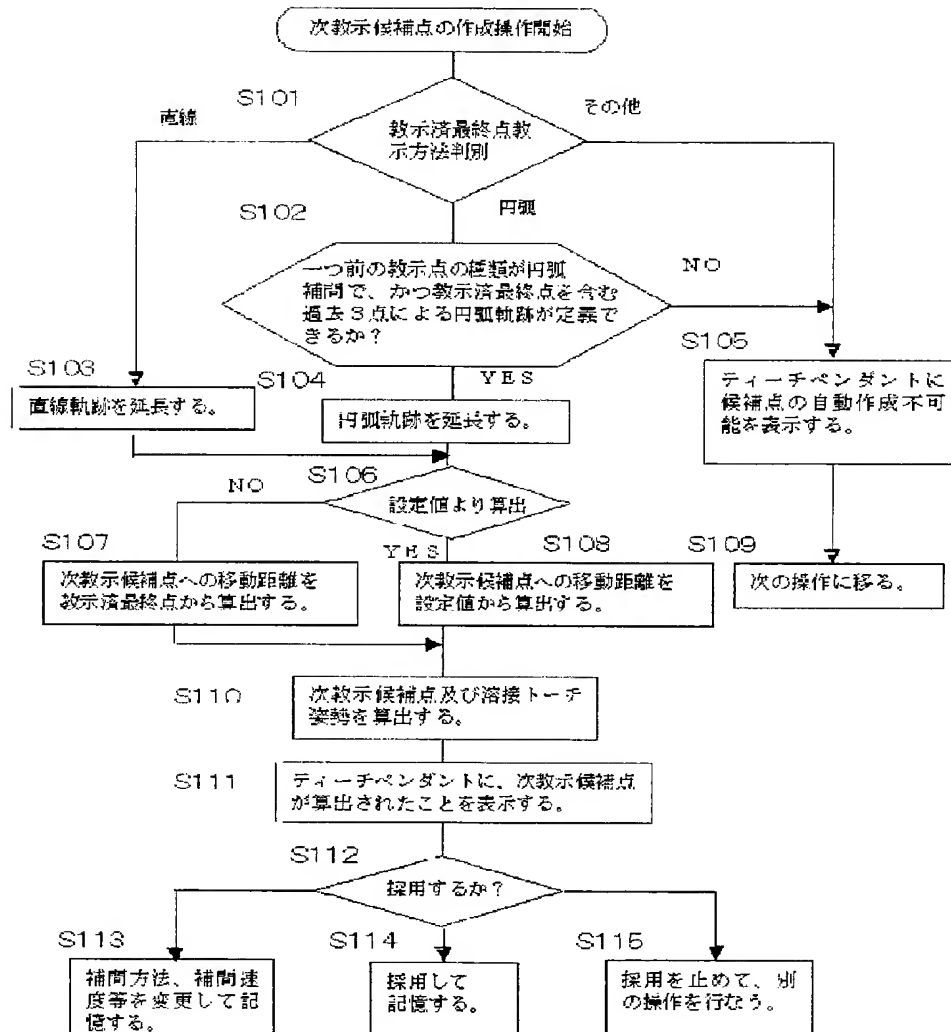 次教示候補点の作成操作開始
S101
直線
その他
教示済最終点教
示方法判別
S102
円弧
一つ前の教示点の種類が円弧
補間で、かつ教示済最終点を含む
過去3点による円弧軌跡が定義で
きるか?
NO
S103
S104
YES
S105
直線軌跡を延長する。
円弧軌跡を延長する。
ティーチペンダントに
候補点の自動作成不可
能を表示する。
S106
NO
設定値より算出
S107
YES
S108
S109
次教示候補点への移動距離を
教示済最終点から算出する。
次教示候補点への移動距離を
設定値から算出する。
次の操作に移る。
S110
次教示候補点及び溶接トーチ
姿勢を算出する。
S111
ティーチペンダントに、次教示候補点
が算出されたことを表示する。
S112
採用するか?
S113
S114
S115
補間方法、補間速
度等を変更して記
憶する。
採用して
記憶する。
採用を止めて、別
の操作を行なう。